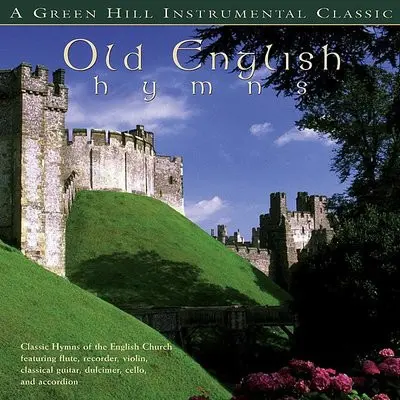 A Green Hill Instrumental Classic
Old English
hymns
Classic Hymns of the English Church
featuring flute, recorder, violin,
classical guitar, dulcimer, cello,
and accordion